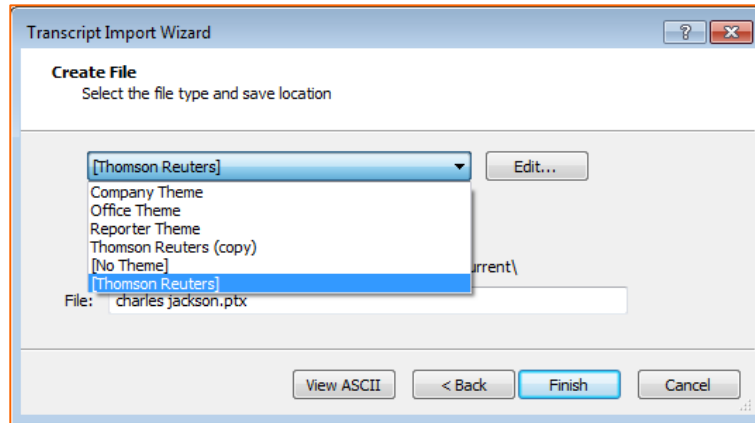 Transcript Import Wizard
Create File
Select the file type and save location
[Thomson Reuters]
Edit...
Company Theme
Office Theme
Reporter Theme
Thomson Reuters (copy)
[No Theme]
[Thomson Reuters]
File: charles jackson.ptx
View ASCII < Back Finish Cancel